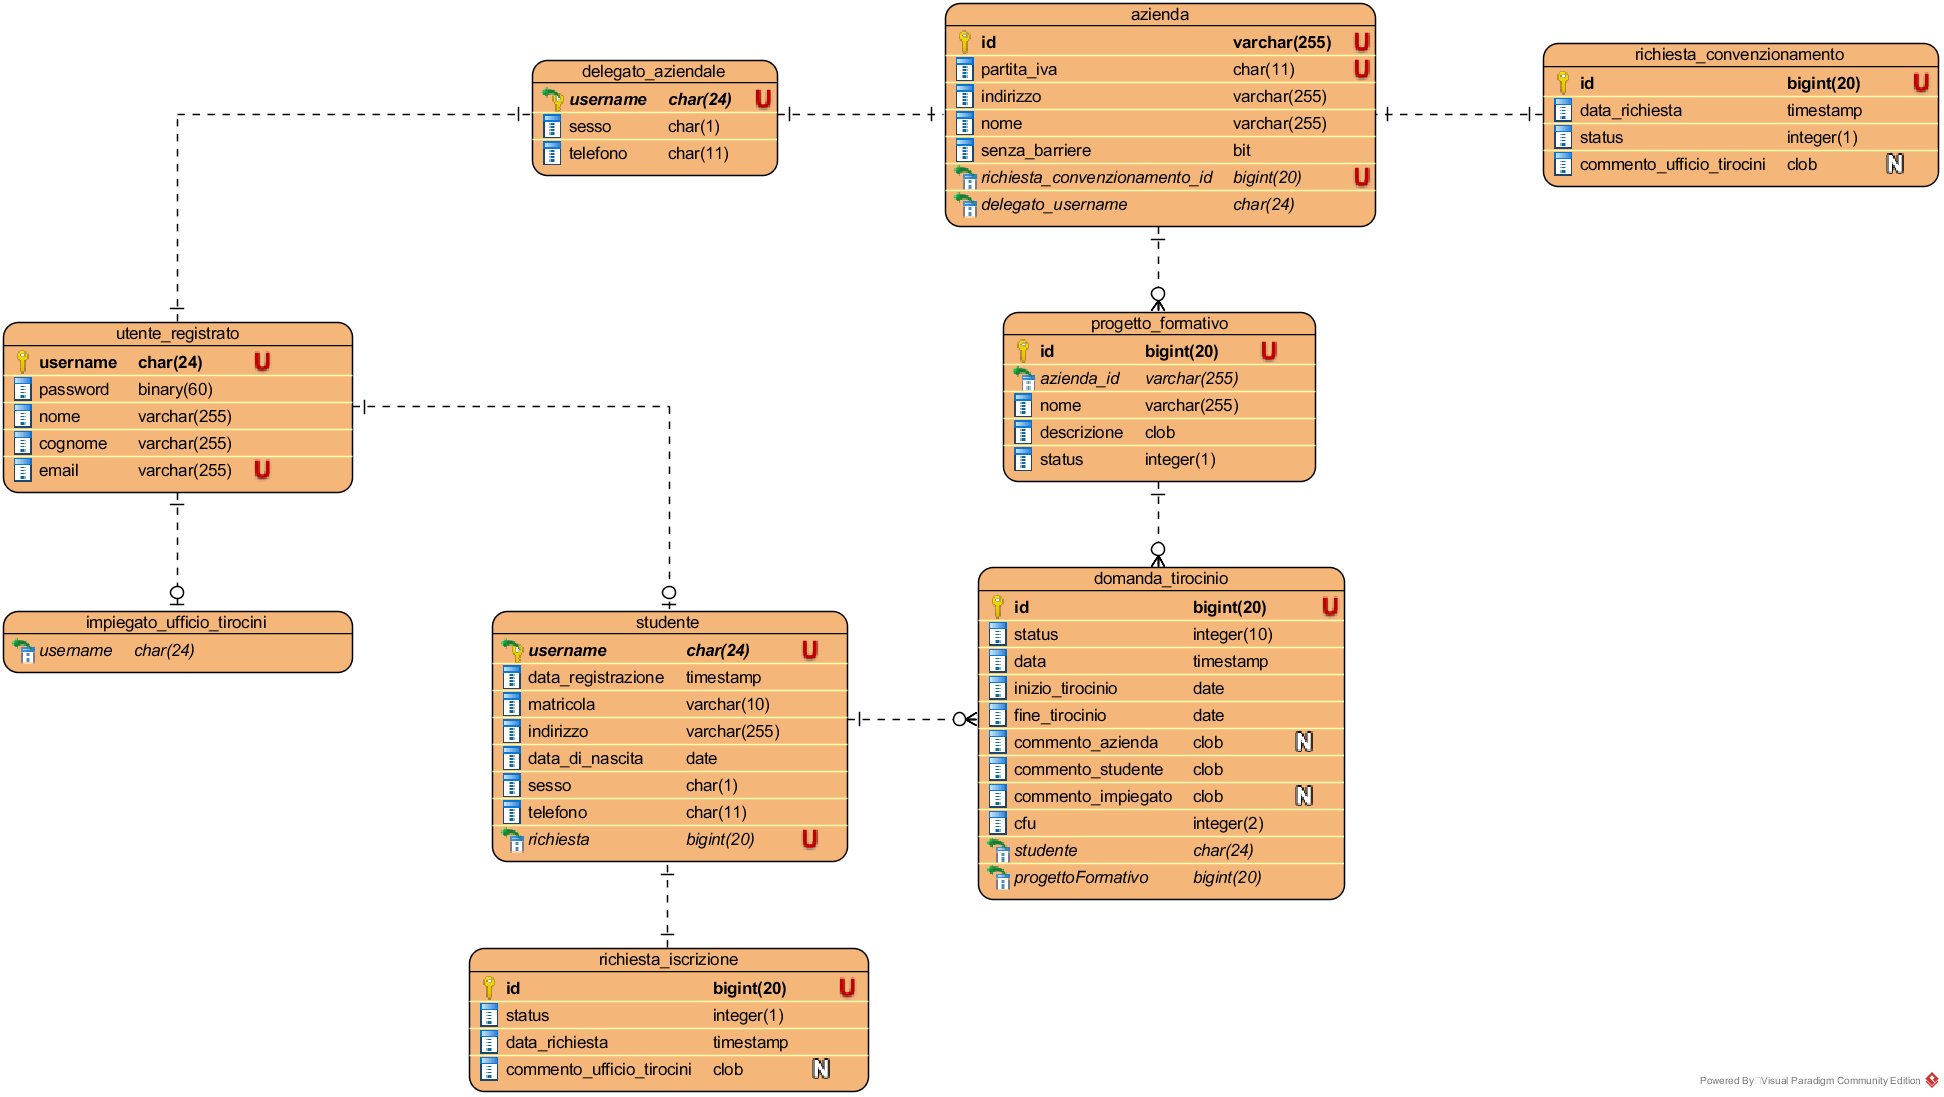 azienda
id varchar(255) U
partita_iva char(11) U
indirizzo varchar(255)
nome varchar(255)
senza_barriere bit
richiesta_convenzionamento_id bigint(20) U
delegato_username char(24)
delegato_aziendale
username char(24) U
sesso char(1)
telefono char(11)
richiesta_convenzionamento
id bigint(20) U
data_richiesta timestamp
status integer(1)
commento_ufficio_tirocini clob N
utente_registrato
username char(24) U
password binary(60)
nome varchar(255)
cognome varchar(255)
email varchar(255) U
progetto_formativo
id bigint(20) U
azienda_id varchar(255)
nome varchar(255)
descrizione clob
status integer(1)
impiegato_ufficio_tirocini
username char(24)
studente
username char(24) U
data_registrazione timestamp
matricola varchar(10)
indirizzo varchar(255)
data_di_nascita date
sesso char(1)
telefono char(11)
richiesta bigint(20) U
domanda_tirocinio
id bigint(20) U
status integer(10)
data timestamp
inizio_tirocinio date
fine_tirocinio date
commento_azienda clob N
commento_studente clob
commento_impiegato clob N
cfu integer(2)
studente char(24)
progettoFormativo bigint(20)
richiesta_iscrizione
id bigint(20) U
status integer(1)
data_richiesta timestamp
commento_ufficio_tirocini clob N
Powered By Visual Paradigm Community Edition